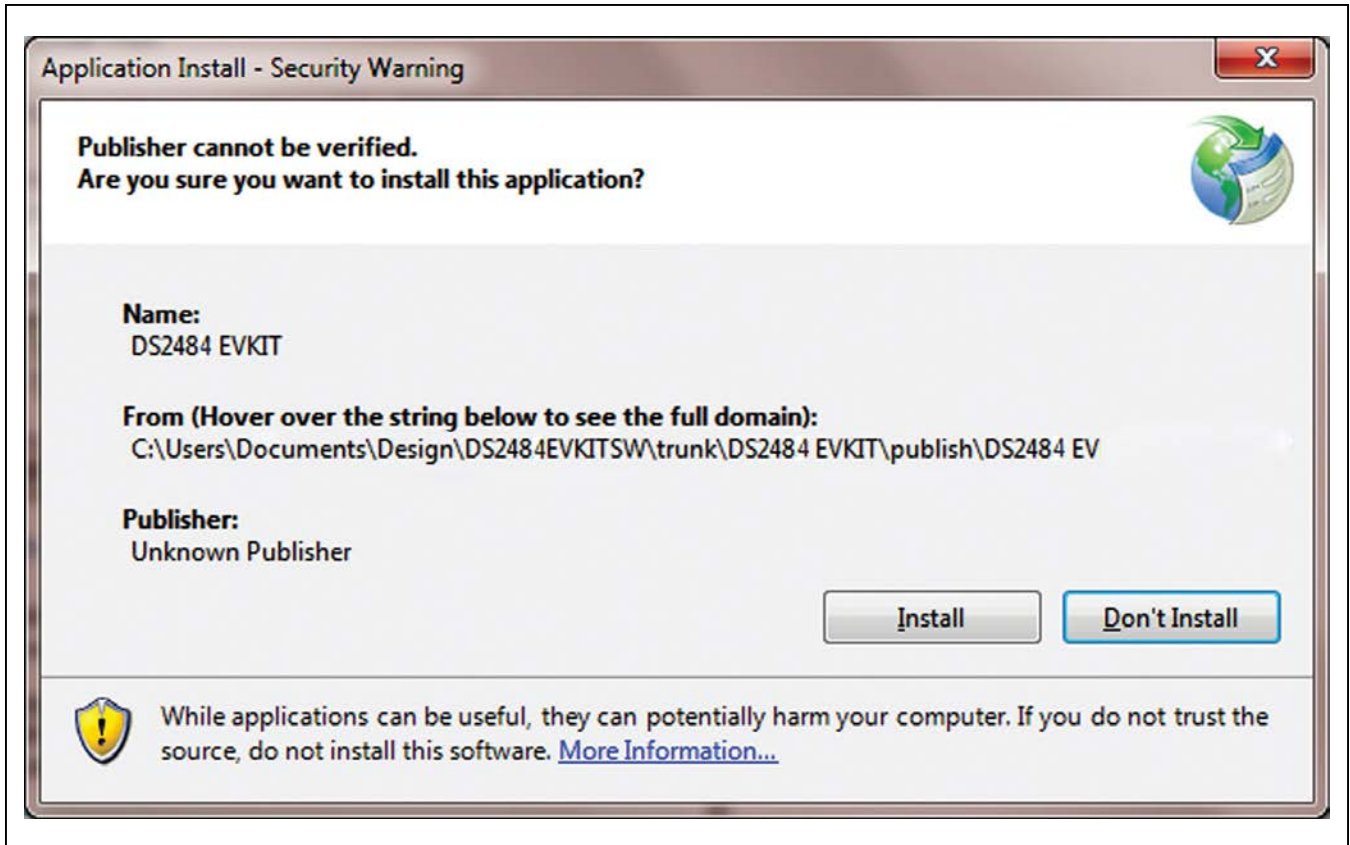 Application Install - Security Warning
Publisher cannot be verified.
Are you sure you want to install this application?
Name:
DS2484 EVKIT
From (Hover over the string below to see the full domain):
C:\Users\Documents\Design\DS2484EVKITSW\trunk\DS2484 EVKIT\publish\DS2484 EV
Publisher:
Unknown Publisher
Install Don't Install
While applications can be useful, they can potentially harm your computer. If you do not trust the
source, do not install this software. More Information...